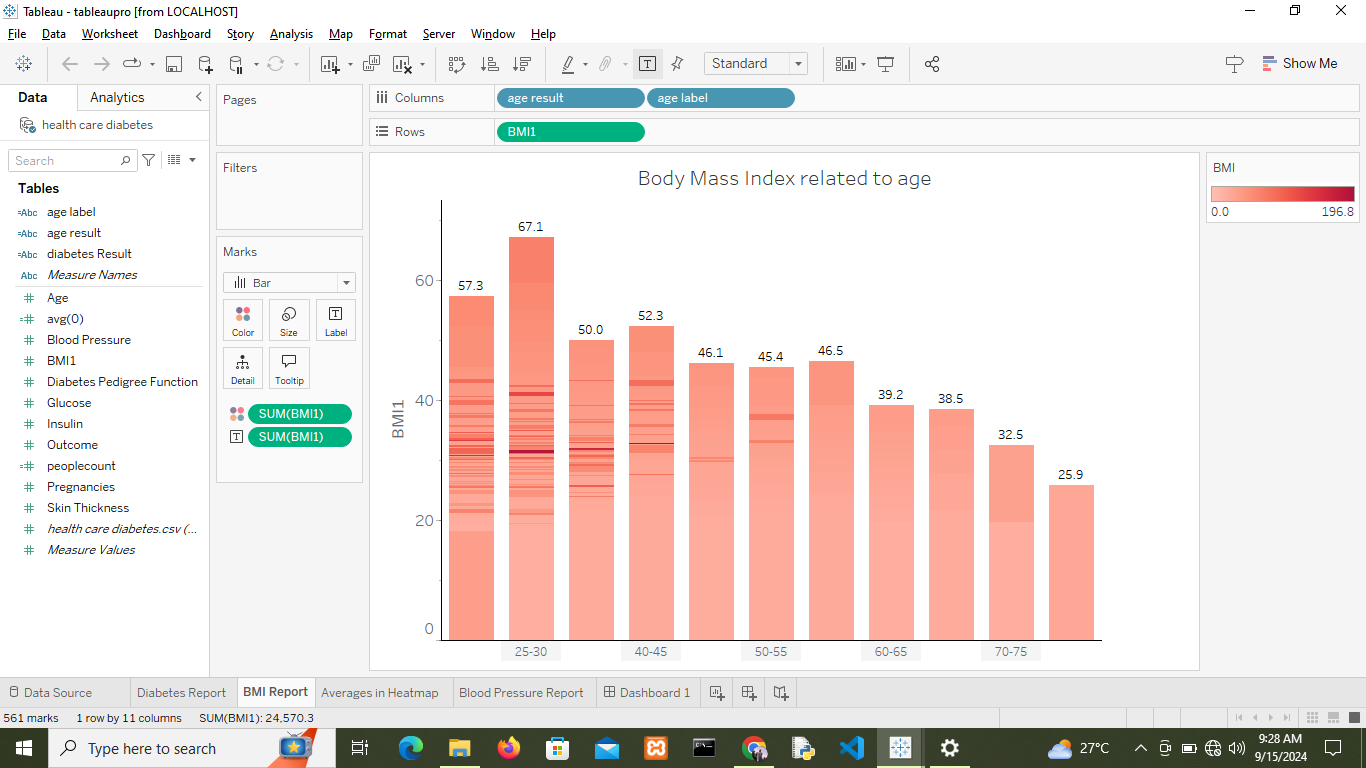 Tableau - tableaupro [from LOCALHOST]
File Data Worksheet Dashboard Story Analysis Map Format Server Window Help
Standard
Show Me
Data Analytics
health care diabetes
Search
Tables
=Abc age label
=Abc age result
=Abc diabetes Result
Abc Measure Names
# Age
=# avg(0)
# Blood Pressure
# BMI1
# Diabetes Pedigree Function
# Glucose
# Insulin
# Outcome
=# peoplecount
# Pregnancies
# Skin Thickness
# health care diabetes.csv (...
# Measure Values
Pages
Filters
Marks
Bar
Color Size Label
Detail Tooltip
SUM(BMI1)
SUM(BMI1)
Columns age result age label
Rows BMI1
Body Mass Index related to age
67.1
57.3
52.3
50.0
46.1
45.4
46.5
39.2
38.5
32.5
25.9
BMI1
60
40
20
0
25-30 40-45 50-55 60-65 70-75
BMI
0.0 196.8
Data Source Diabetes Report BMI Report Averages in Heatmap Blood Pressure Report Dashboard 1
561 marks 1 row by 11 columns SUM(BMI1): 24,570.3
Type here to search
27°C
9:28 AM
9/15/2024